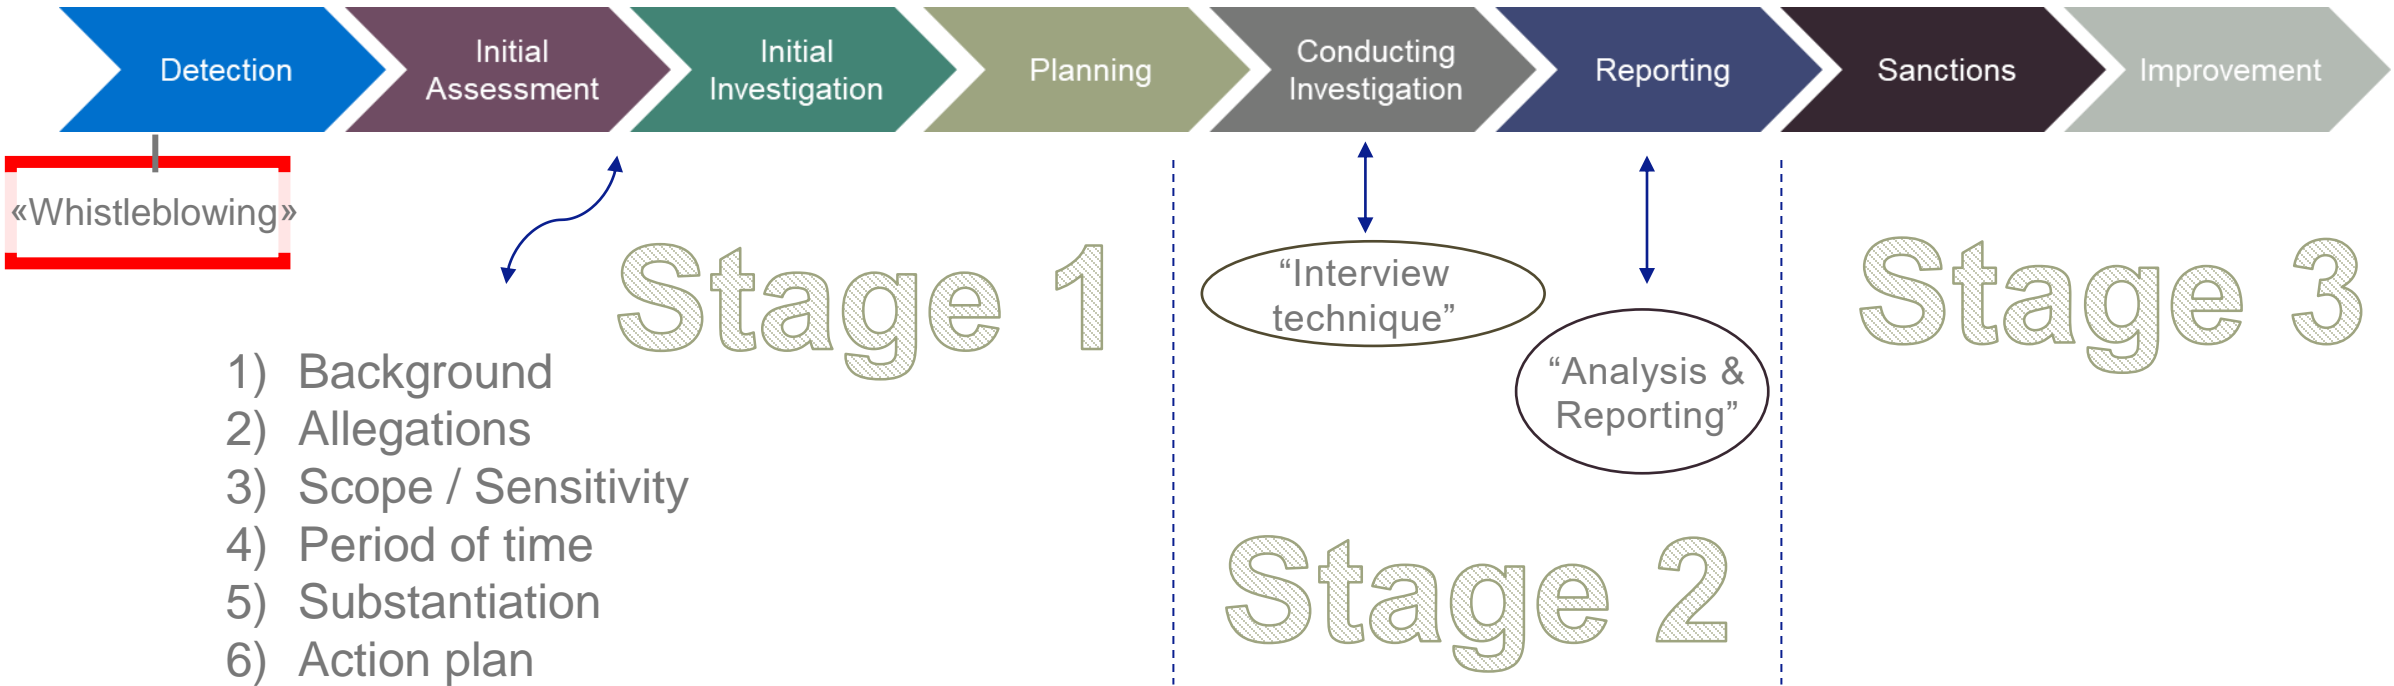 Detection
Initial
Assessment
Initial
Investigation
Planning
Conducting
Investigation
Reporting
Sanctions
Improvement
«Whistleblowing»
Stage 1
“Interview
technique”
“Analysis &
Reporting”
Stage 3
1) Background
2) Allegations
3) Scope / Sensitivity
4) Period of time
5) Substantiation
6) Action plan
Stage 2